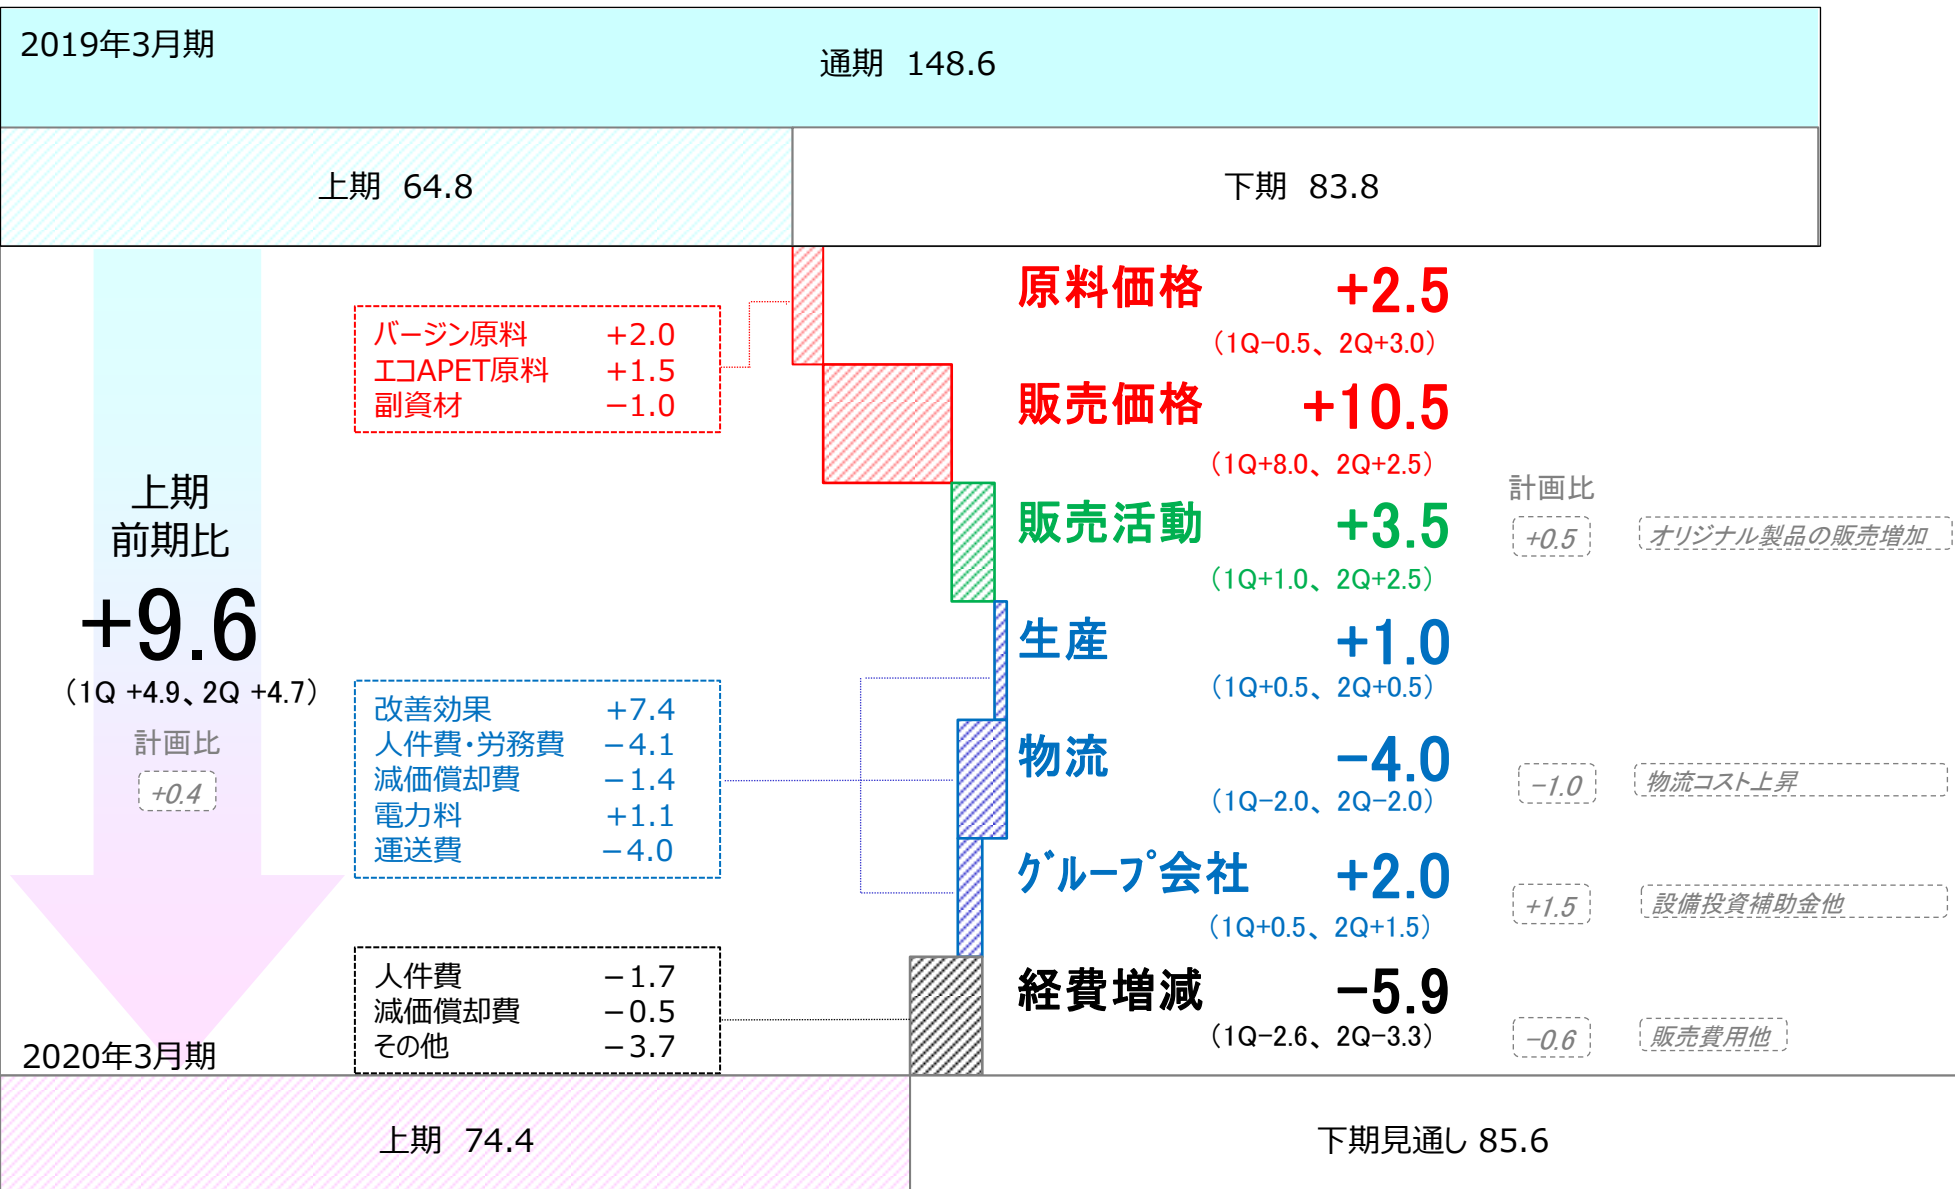 2019年3月期
通期 148.6
上期 64.8
下期 83.8
原料価格 +2.5
(1Q−0.5、2Q+3.0)
バージン原料 +2.0
エコAPET原料 +1.5
副資材 −1.0
販売価格 +10.5
(1Q+8.0、2Q+2.5)
計画比
販売活動 +3.5
(1Q+1.0、2Q+2.5)
+0.5 オリジナル製品の販売増加
上期
前期比
+9.6
(1Q +4.9、2Q +4.7)
計画比
+0.4
生産 +1.0
(1Q+0.5、2Q+0.5)
改善効果 +7.4
人件費・労務費 −4.1
減価償却費 −1.4
電力料 +1.1
運送費 −4.0
物流 −4.0
(1Q−2.0、2Q−2.0)
−1.0 物流コスト上昇
グループ会社 +2.0
(1Q+0.5、2Q+1.5)
+1.5 設備投資補助金他
人件費 −1.7
減価償却費 −0.5
その他 −3.7
経費増減 −5.9
(1Q−2.6、2Q−3.3)
−0.6 販売費用他
2020年3月期
上期 74.4
下期見通し 85.6